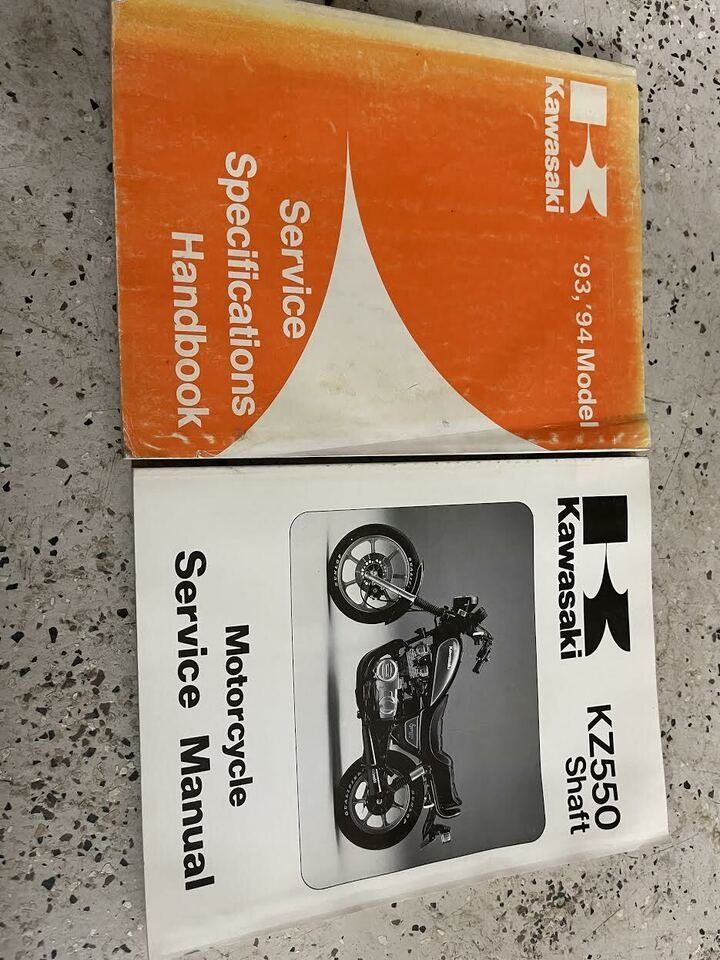 Kawasaki
'93, '94 Model
Service
Specifications
Handbook
Kawasaki
KZ550
Shaft
Motorcycle
Service Manual